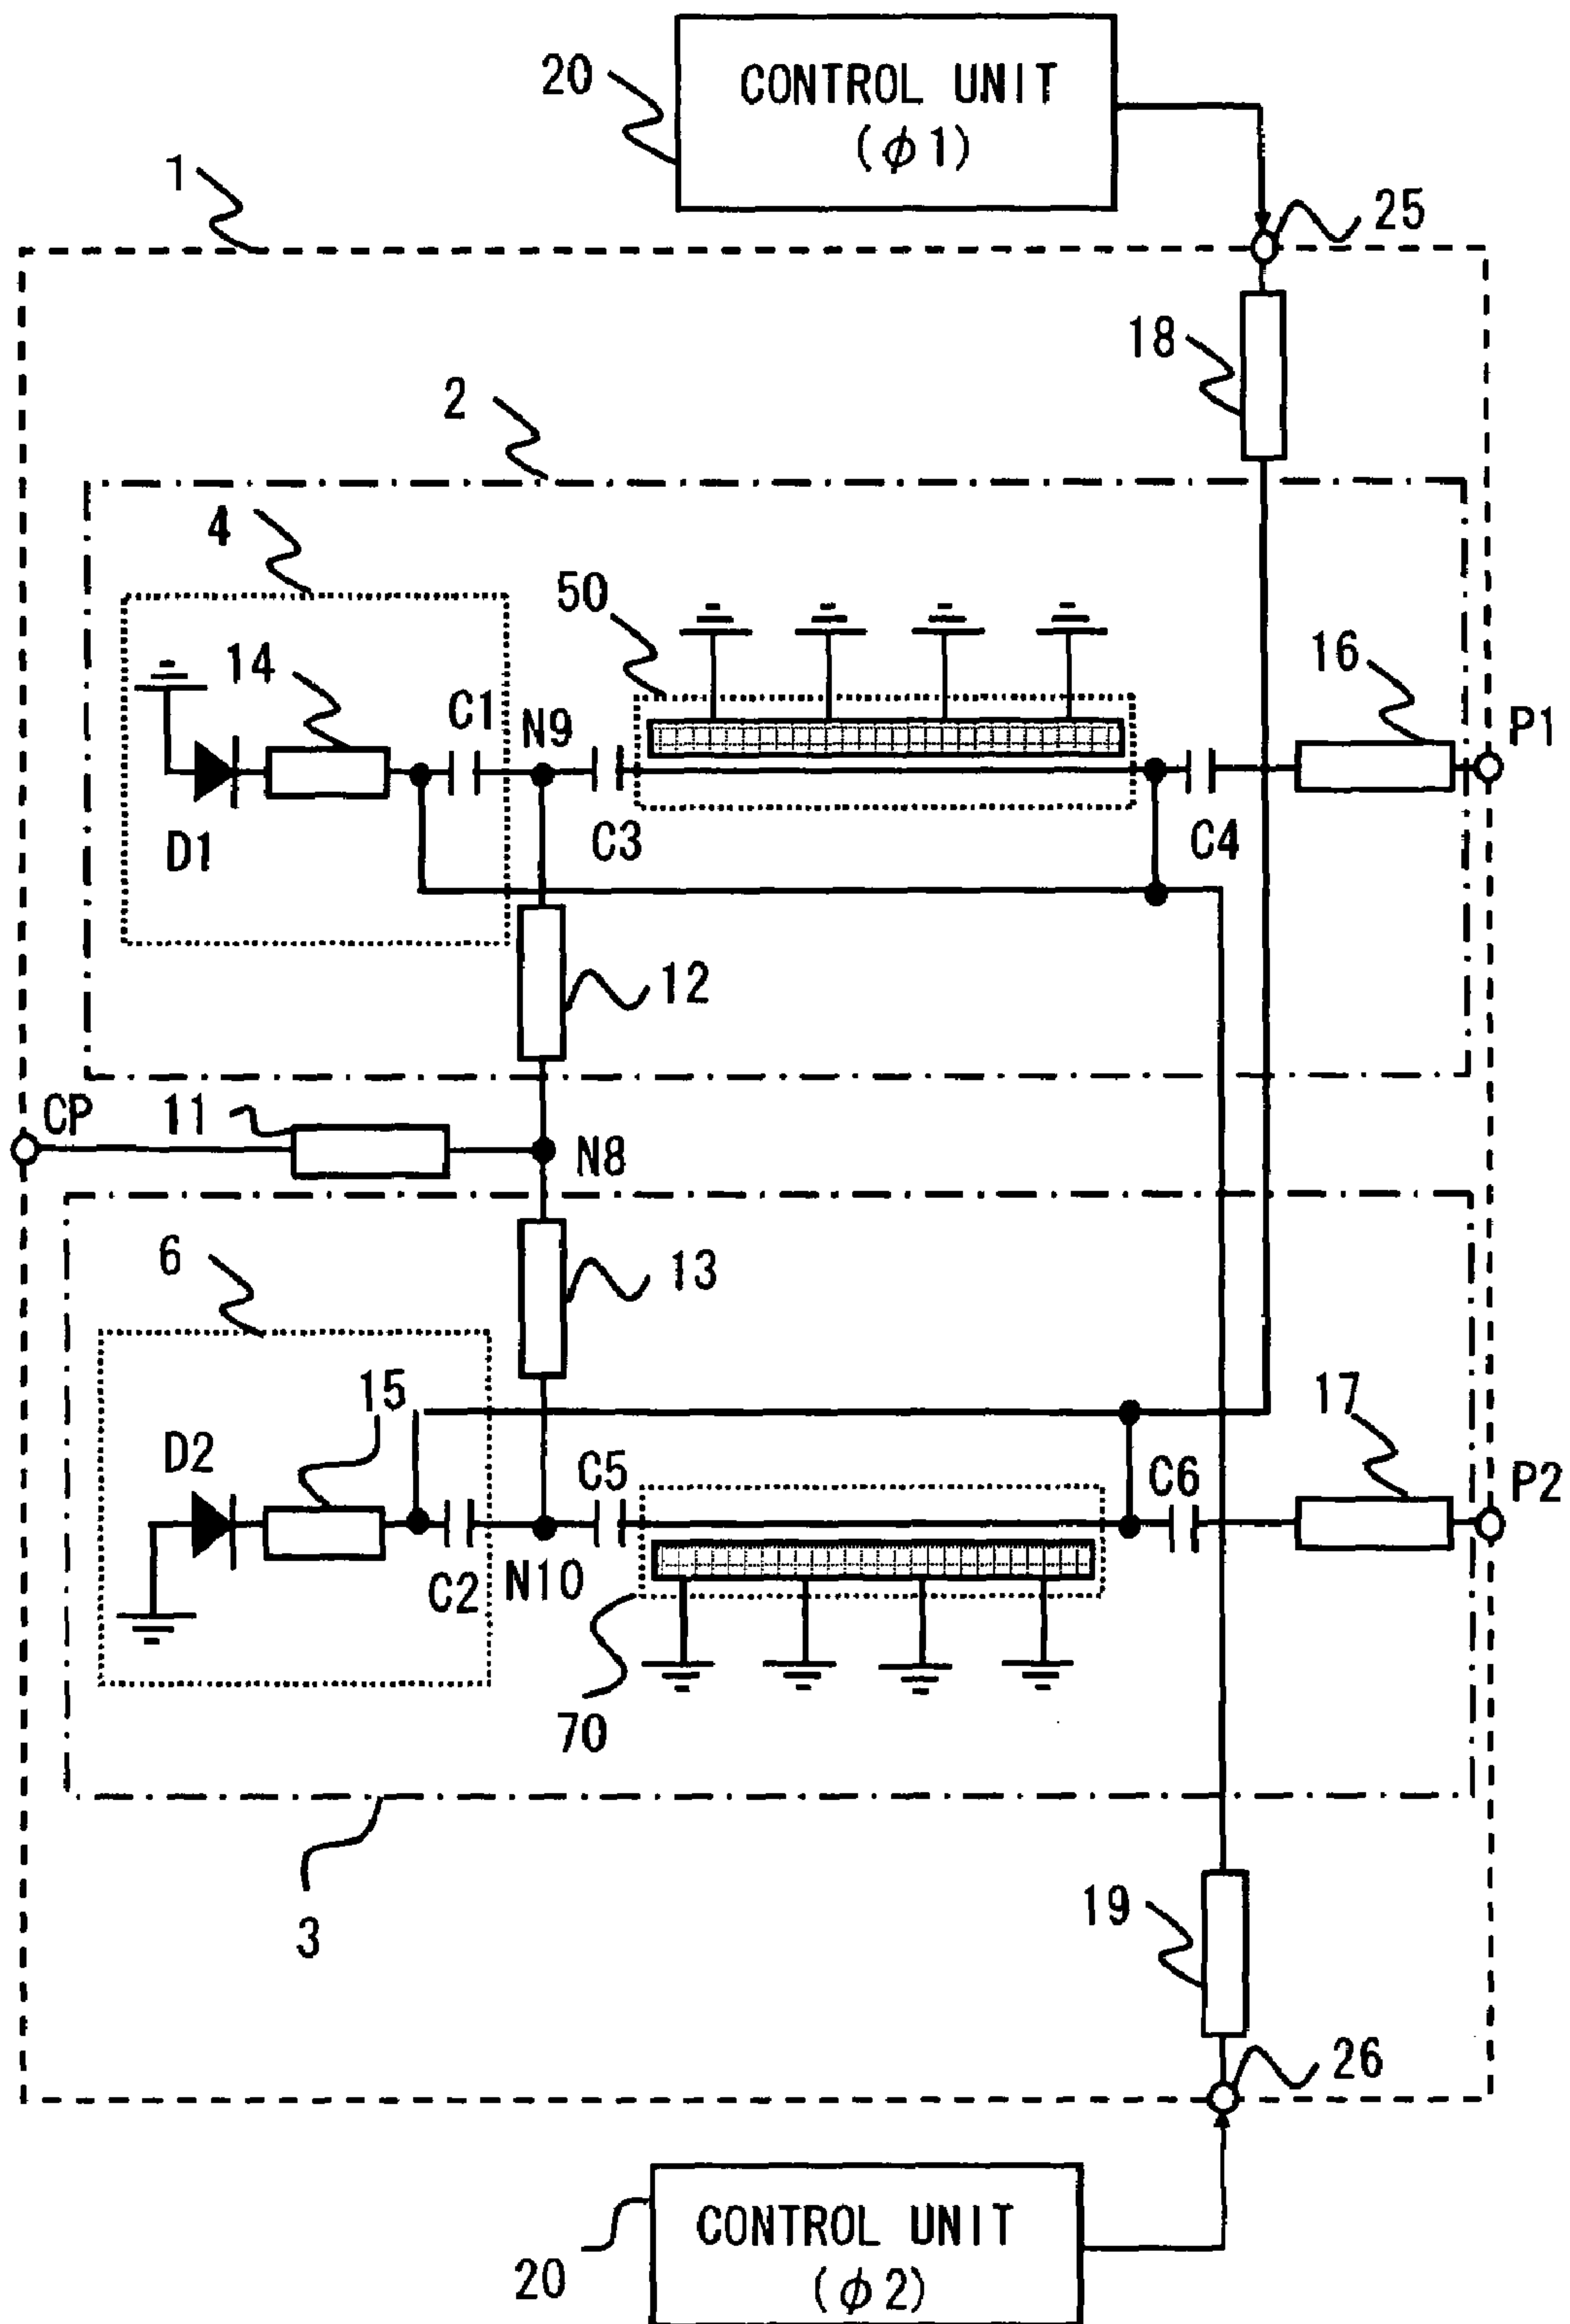 20
CONTROL UNIT
(φ1)
1
25
18
2
4
50
14
C1
N9
16
P1
D1
C3
C4
12
CP
11
N8
6
13
15
17
D2
C5
C6
P2
C2
N10
70
3
19
26
20
CONTROL UNIT
(φ2)